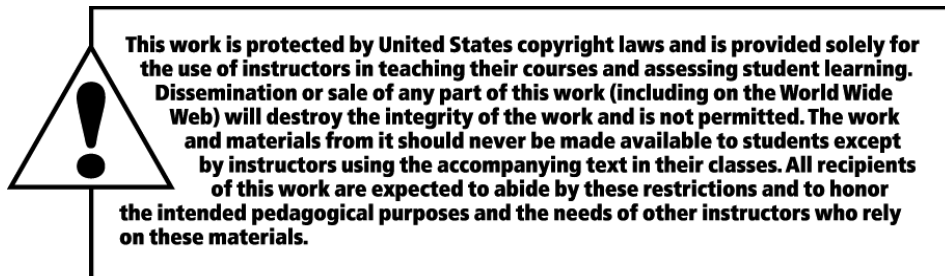 This work is protected by United States copyright laws and is provided solely for
the use of instructors in teaching their courses and assessing student learning.
Dissemination or sale of any part of this work (including on the World Wide
Web) will destroy the integrity of the work and is not permitted. The work
and materials from it should never be made available to students except
by instructors using the accompanying text in their classes. All recipients
of this work are expected to abide by these restrictions and to honor
the intended pedagogical purposes and the needs of other instructors who rely
on these materials.